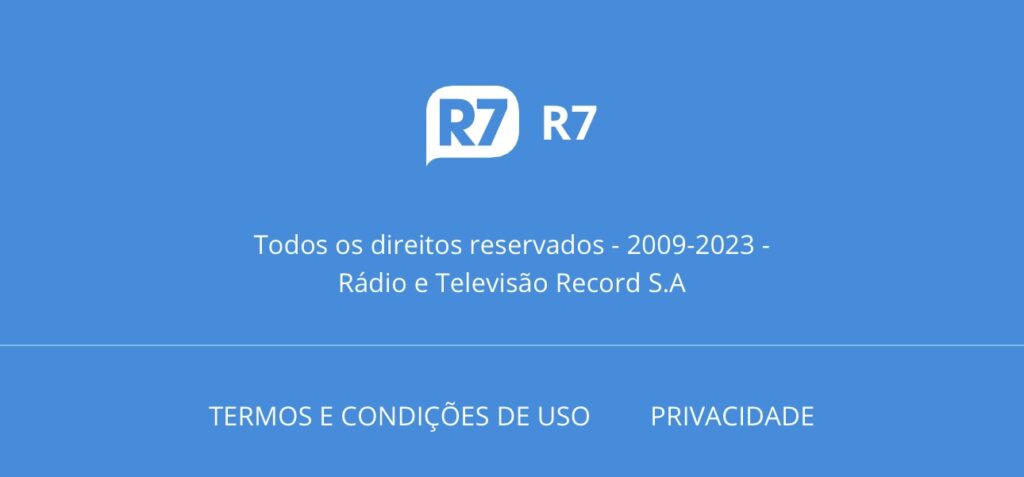 R7 R7
Todos os direitos reservados - 2009-2023 -
Rádio e Televisão Record S.A
TERMOS E CONDIÇÕES DE USO PRIVACIDADE